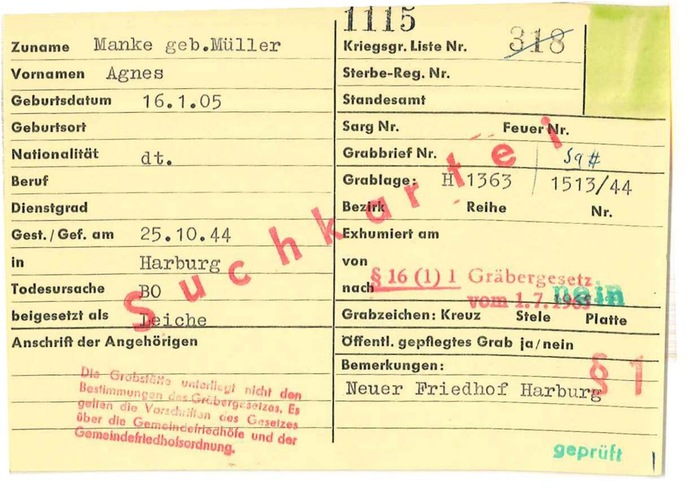 Zuname Manke geb.Müller
Vornamen Agnes
Geburtsdatum 16.1.05
Geburtsort
Nationalität dt.
Beruf
Dienstgrad
Gest./Gef. am 25.10.44
in Harburg
Todesursache BO
beigesetzt als Leiche
Anschrift der Angehörigen
Die Grabstätte unterliegt nicht den
Bestimmungen des Gräbergesetzes. Es
gelten die Vorschriften des Gesetzes
über die Gemeindefriedhöfe und der
Gemeindefriedhofsordnung.
Suchkartei
1115
Kriegsgr. Liste Nr. 318
Sterbe-Reg. Nr.
Standesamt
Sarg Nr. Feuer Nr.
Grabbrief Nr.
Grablage: H 1363 1513/44
Bezirk Reihe Nr.
Exhumiert am
von
nach
§ 16 (1) 1 Gräbergesetz
vom 1.7.1965
nein
Grabzeichen: Kreuz Stele Platte
Öffentl. gepflegtes Grab ja/nein
Bemerkungen:
§ 1
Neuer Friedhof Harburg
geprüft